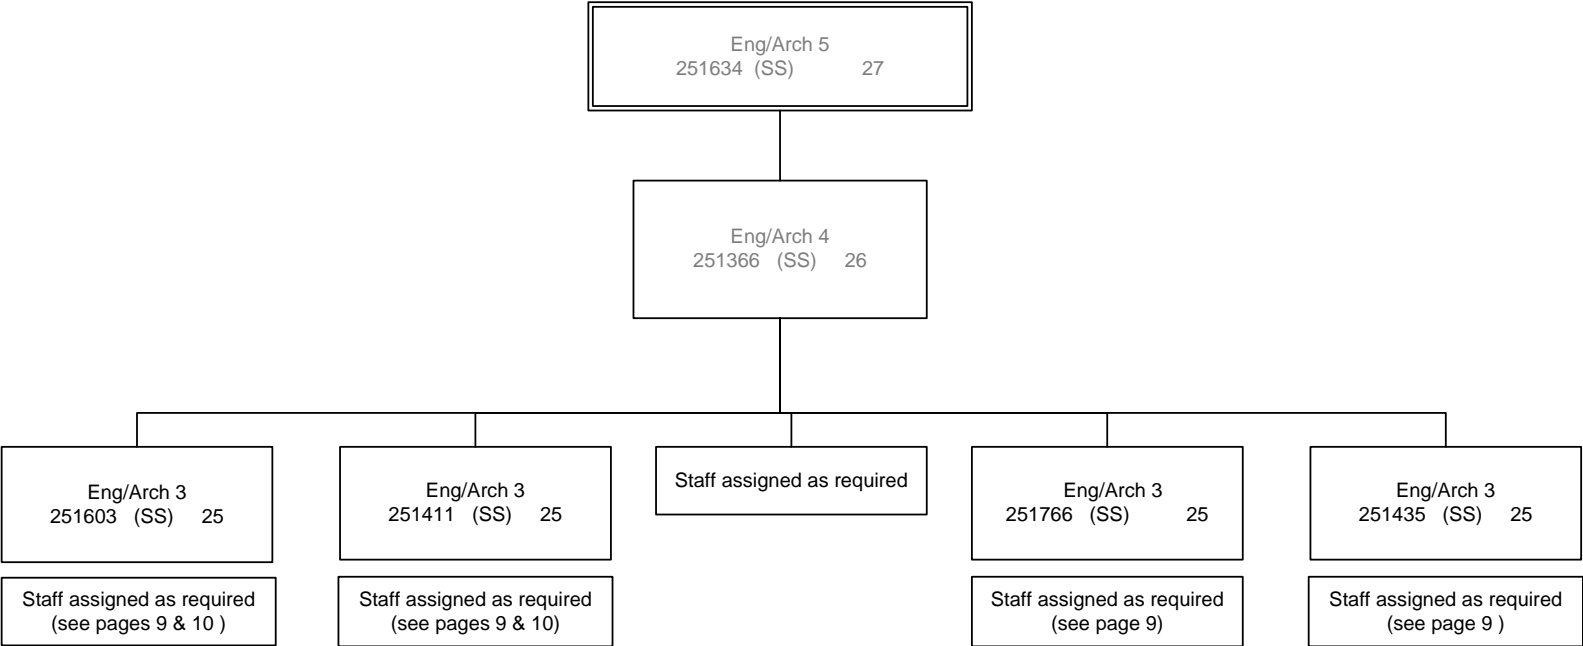 Eng/Arch 5
251634 (SS) 27
Eng/Arch 4
251366 (SS) 26
Eng/Arch 3
251603 (SS) 25
Staff assigned as required
(see pages 9 & 10 )
Eng/Arch 3
251411 (SS) 25
Staff assigned as required
(see pages 9 & 10)
Staff assigned as required
Eng/Arch 3
251766 (SS) 25
Staff assigned as required
(see page 9)
Eng/Arch 3
251435 (SS) 25
Staff assigned as required
(see page 9 )